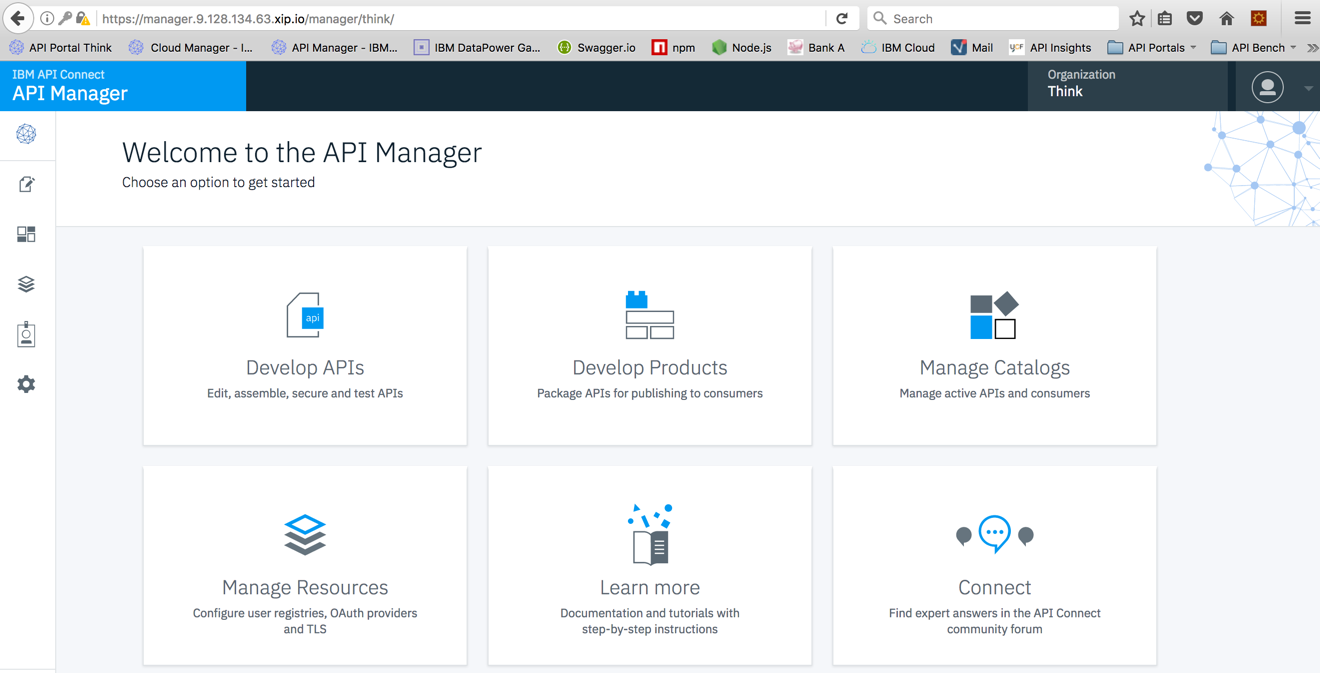 https://manager.9.128.134.63.xip.io/manager/think/
Search
API Portal Think
Cloud Manager - I...
API Manager - IBM...
IBM DataPower Ga...
Swagger.io
npm
Node.js
Bank A
IBM Cloud
Mail
API Insights
API Portals
API Bench
IBM API Connect
API Manager
Organization
Think
Welcome to the API Manager
Choose an option to get started
api
Develop APIs
Edit, assemble, secure and test APIs
Develop Products
Package APIs for publishing to consumers
Manage Catalogs
Manage active APIs and consumers
Manage Resources
Configure user registries, OAuth providers
and TLS
Learn more
Documentation and tutorials with
step-by-step instructions
Connect
Find expert answers in the API Connect
community forum